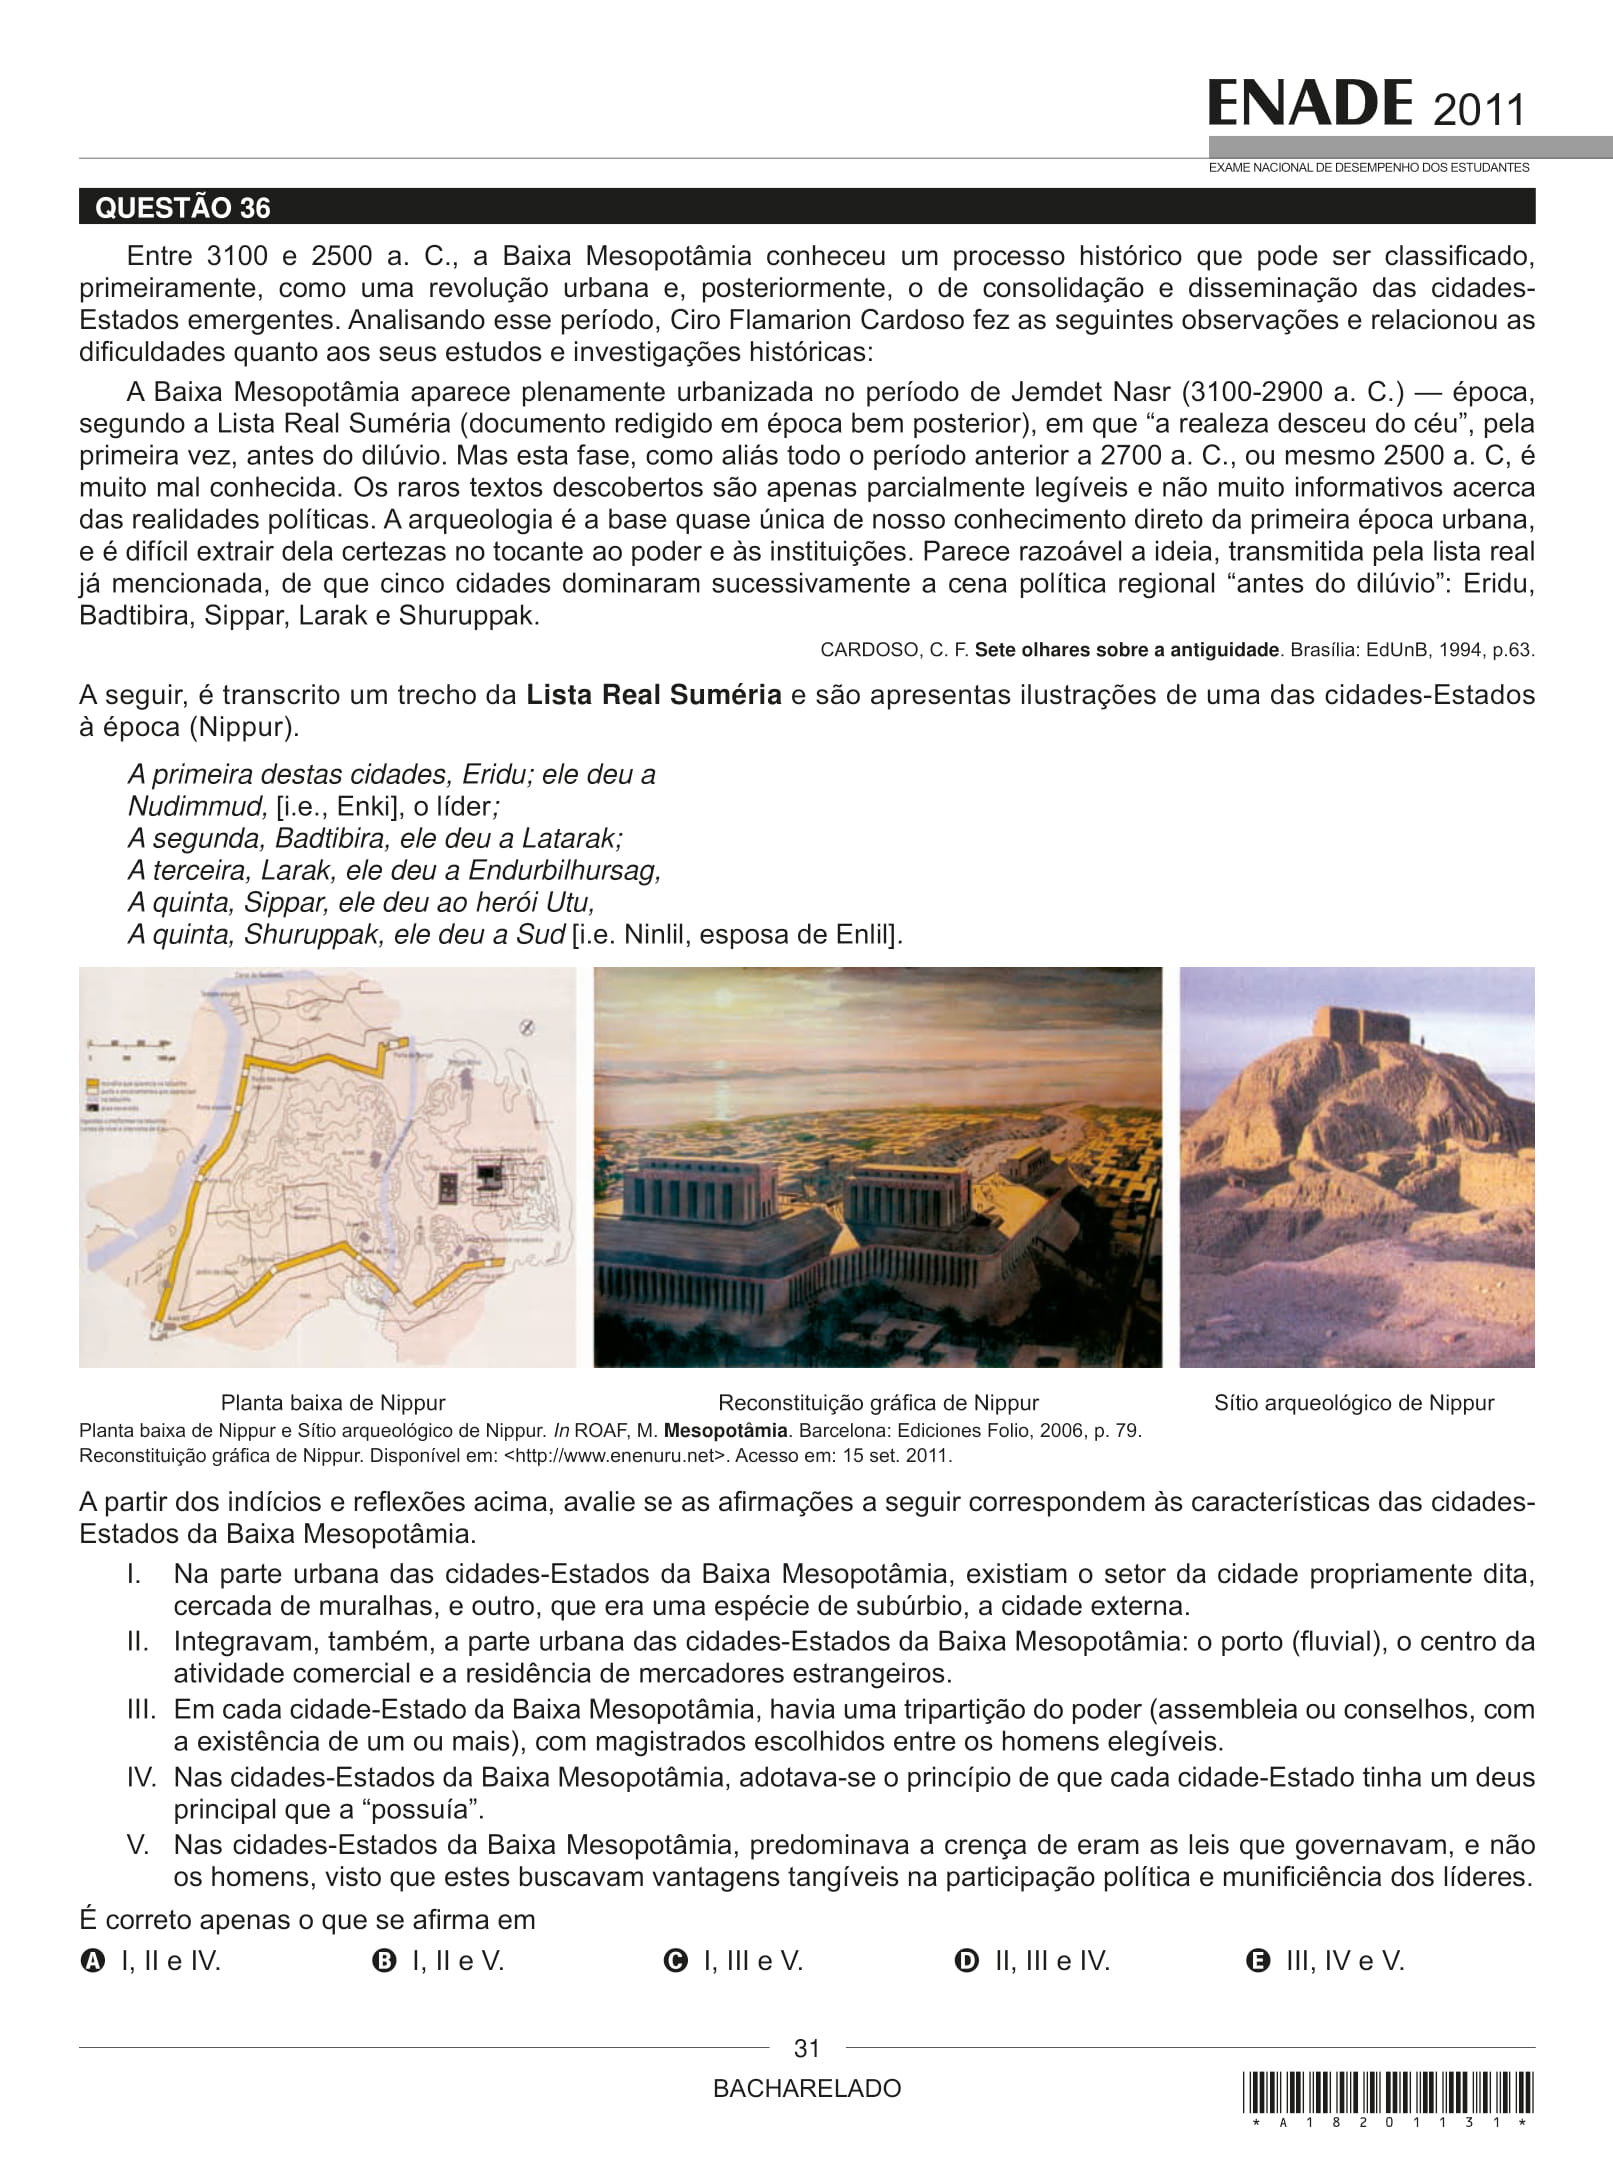 ENADE 2011
EXAME NACIONAL DE DESEMPENHO DOS ESTUDANTES
QUESTÃO 36
Entre 3100 e 2500 a. C., a Baixa Mesopotâmia conheceu um processo histórico que pode ser classificado,
primeiramente, como uma revolução urbana e, posteriormente, o de consolidação e disseminação das cidades-
Estados emergentes. Analisando esse período, Ciro Flamarion Cardoso fez as seguintes observações e relacionou as
dificuldades quanto aos seus estudos e investigações históricas:
A Baixa Mesopotâmia aparece plenamente urbanizada no período de Jemdet Nasr (3100-2900 a. C.) — época,
segundo a Lista Real Suméria (documento redigido em época bem posterior), em que “a realeza desceu do céu”, pela
primeira vez, antes do dilúvio. Mas esta fase, como aliás todo o período anterior a 2700 a. C., ou mesmo 2500 a. C, é
muito mal conhecida. Os raros textos descobertos são apenas parcialmente legíveis e não muito informativos acerca
das realidades políticas. A arqueologia é a base quase única de nosso conhecimento direto da primeira época urbana,
e é difícil extrair dela certezas no tocante ao poder e às instituições. Parece razoável a ideia, transmitida pela lista real
já mencionada, de que cinco cidades dominaram sucessivamente a cena política regional “antes do dilúvio”: Eridu,
Badtibira, Sippar, Larak e Shuruppak.
CARDOSO, C. F. Sete olhares sobre a antiguidade. Brasília: EdUnB, 1994, p.63.
A seguir, é transcrito um trecho da Lista Real Suméria e são apresentas ilustrações de uma das cidades-Estados
à época (Nippur).
A primeira destas cidades, Eridu; ele deu a
Nudimmud, [i.e., Enki], o líder;
A segunda, Badtibira, ele deu a Latarak;
A terceira, Larak, ele deu a Endurbilhursag,
A quinta, Sippar, ele deu ao herói Utu,
A quinta, Shuruppak, ele deu a Sud [i.e. Ninlil, esposa de Enlil].
Planta baixa de Nippur
Reconstituição gráfica de Nippur
Sítio arqueológico de Nippur
Planta baixa de Nippur e Sítio arqueológico de Nippur. In ROAF, M. Mesopotâmia. Barcelona: Ediciones Folio, 2006, p. 79.
Reconstituição gráfica de Nippur. Disponível em: <http://www.enenuru.net>. Acesso em: 15 set. 2011.
A partir dos indícios e reflexões acima, avalie se as afirmações a seguir correspondem às características das cidades-
Estados da Baixa Mesopotâmia.
I. Na parte urbana das cidades-Estados da Baixa Mesopotâmia, existiam o setor da cidade propriamente dita,
cercada de muralhas, e outro, que era uma espécie de subúrbio, a cidade externa.
II. Integravam, também, a parte urbana das cidades-Estados da Baixa Mesopotâmia: o porto (fluvial), o centro da
atividade comercial e a residência de mercadores estrangeiros.
III. Em cada cidade-Estado da Baixa Mesopotâmia, havia uma tripartição do poder (assembleia ou conselhos, com
a existência de um ou mais), com magistrados escolhidos entre os homens elegíveis.
IV. Nas cidades-Estados da Baixa Mesopotâmia, adotava-se o princípio de que cada cidade-Estado tinha um deus
principal que a “possuía”.
V. Nas cidades-Estados da Baixa Mesopotâmia, predominava a crença de eram as leis que governavam, e não
os homens, visto que estes buscavam vantagens tangíveis na participação política e munificiência dos líderes.
É correto apenas o que se afirma em
A I, II e IV.
B I, II e V.
C I, III e V.
D II, III e IV.
E III, IV e V.
31
BACHARELADO
*A18201131*